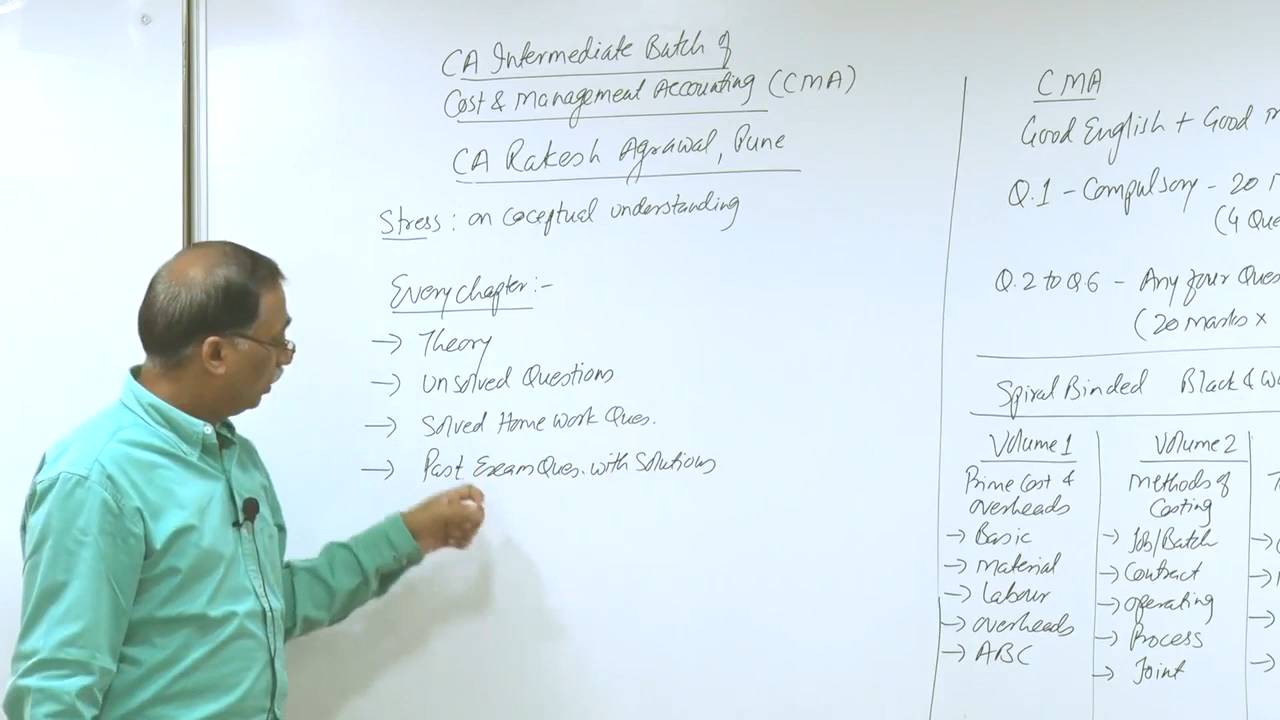 CA Intermediate Batch of
Cost & Management Accounting (CMA)
CA Rakesh Agrawal, Pune
Stress : on coceptual understanding
Every chapter :-
→ Theory
→ Unsolved Questions
→ Solved Home Work Ques.
→ Past Exam Ques. with Solutions
CMA
Good English + Good
Q.1 - Compulsory - 20
(4 Que
Q.2 to Q.6 - Any four Ques
(20 marks x
Spiral Binded Black & W
Volume 1
Prime Cost &
overheads
→ Basic
→ Material
→ Labour
→ overheads
→ ABC
Volume 2
Methods of
Costing
→ Job/Batch
→ Contract
→ operating
→ Process
→ Joint